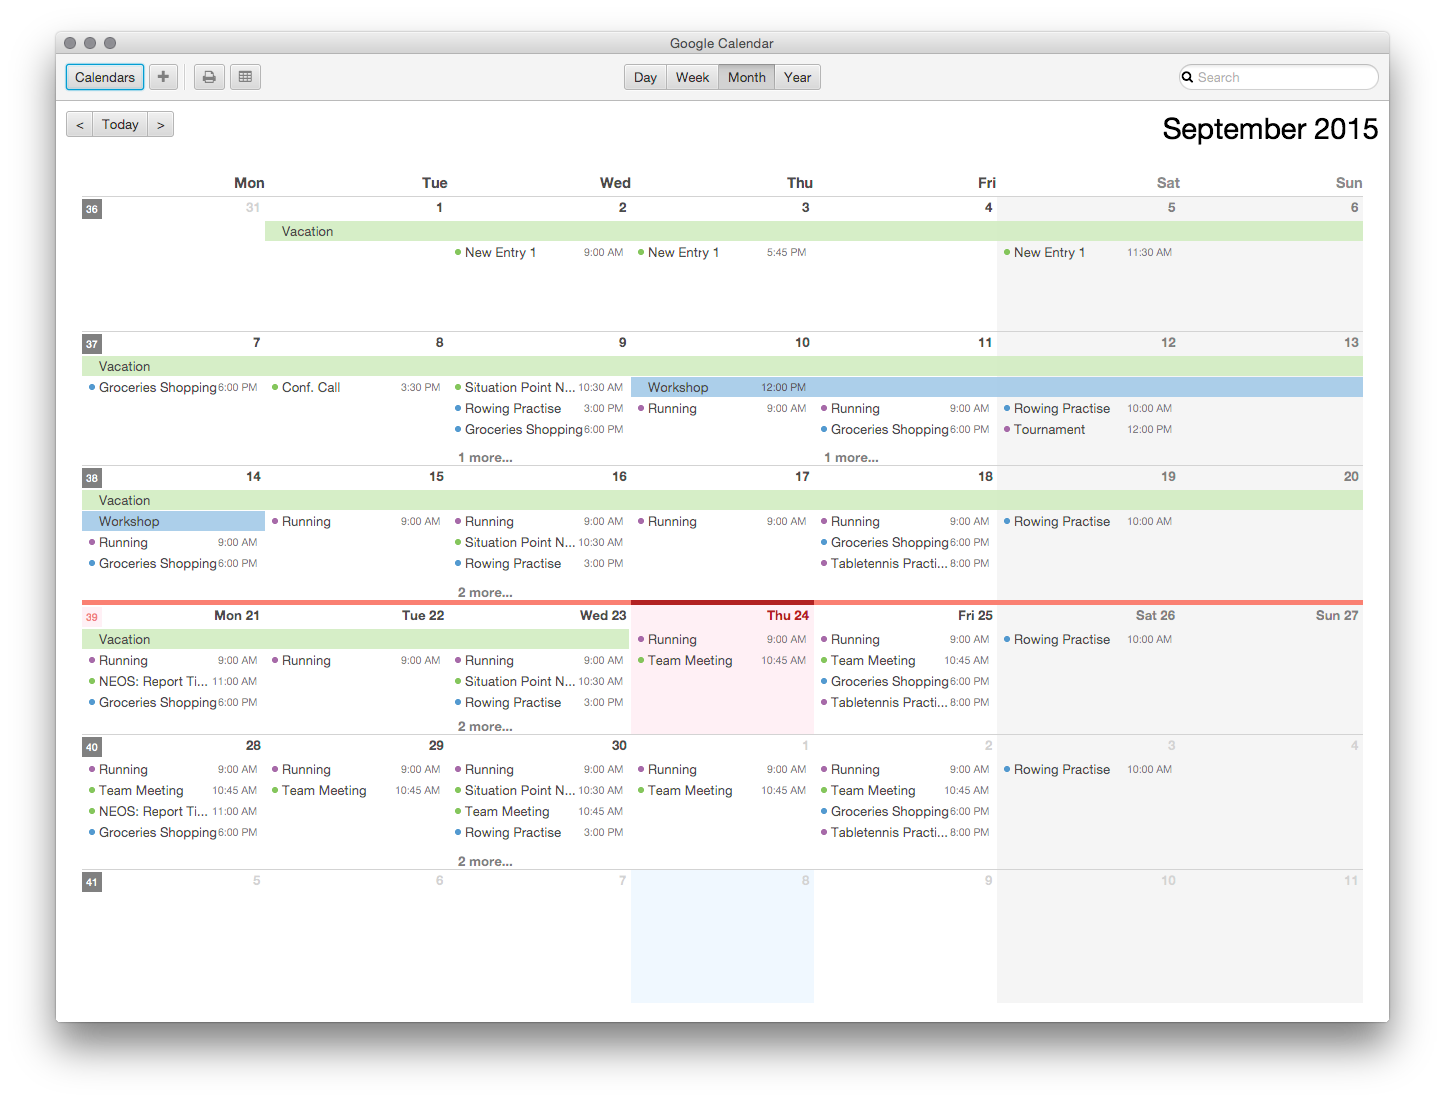 Google Calendar
Calendars
Day Week Month Year
Search
< Today >
September 2015
Mon Tue Wed Thu Fri Sat Sun
36 31 1 2 3 4 5 6
Vacation
New Entry 1 9:00 AM New Entry 1 5:45 PM New Entry 1 11:30 AM
37 7 8 9 10 11 12 13
Vacation
Groceries Shopping 6:00 PM Conf. Call 3:30 PM Situation Point N... 10:30 AM Workshop 12:00 PM
Rowing Practise 3:00 PM Running 9:00 AM Running 9:00 AM Rowing Practise 10:00 AM
Groceries Shopping 6:00 PM Groceries Shopping 6:00 PM Tournament 12:00 PM
1 more... 1 more...
38 14 15 16 17 18 19 20
Vacation
Workshop Running 9:00 AM Running 9:00 AM Running 9:00 AM Running 9:00 AM Rowing Practise 10:00 AM
Running 9:00 AM Situation Point N... 10:30 AM Groceries Shopping 6:00 PM
Groceries Shopping 6:00 PM Rowing Practise 3:00 PM Tabletennis Practi... 8:00 PM
2 more...
39 Mon 21 Tue 22 Wed 23 Thu 24 Fri 25 Sat 26 Sun 27
Vacation Running 9:00 AM Running 9:00 AM Rowing Practise 10:00 AM
Running 9:00 AM Running 9:00 AM Running 9:00 AM Team Meeting 10:45 AM Team Meeting 10:45 AM
NEOS: Report Ti... 11:00 AM Situation Point N... 10:30 AM Groceries Shopping 6:00 PM
Groceries Shopping 6:00 PM Rowing Practise 3:00 PM Tabletennis Practi... 8:00 PM
2 more...
40 28 29 30 1 2 3 4
Running 9:00 AM Running 9:00 AM Running 9:00 AM Running 9:00 AM Running 9:00 AM Rowing Practise 10:00 AM
Team Meeting 10:45 AM Team Meeting 10:45 AM Situation Point N... 10:30 AM Team Meeting 10:45 AM Team Meeting 10:45 AM
NEOS: Report Ti... 11:00 AM Team Meeting 10:45 AM Groceries Shopping 6:00 PM
Groceries Shopping 6:00 PM Rowing Practise 3:00 PM Tabletennis Practi... 8:00 PM
2 more...
41 5 6 7 8 9 10 11